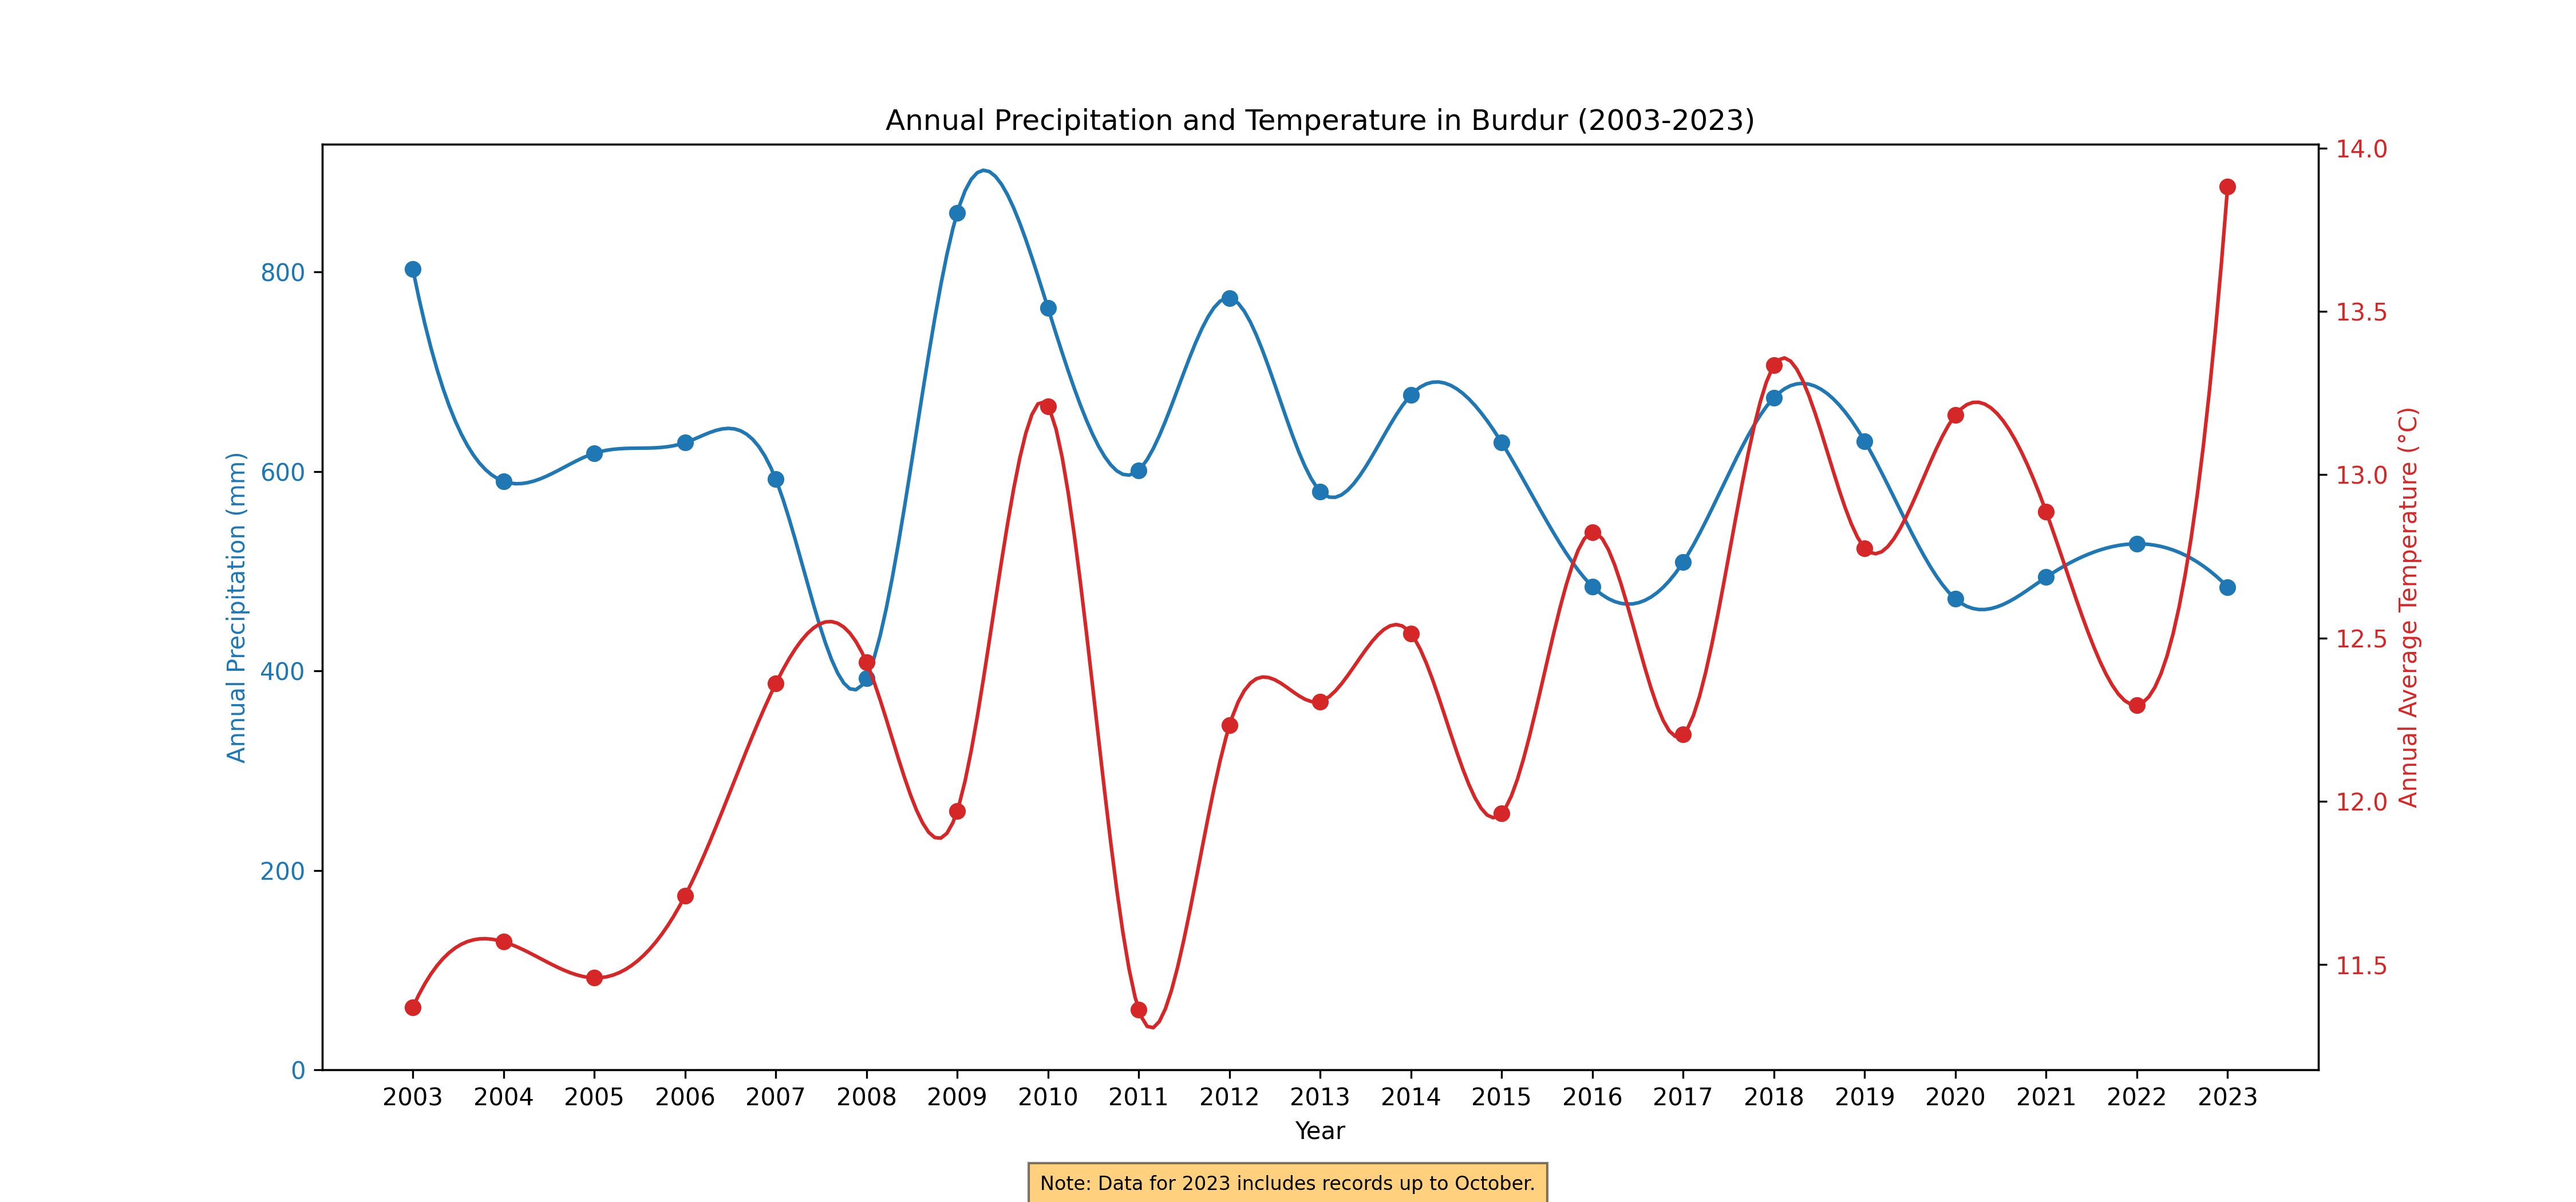 Annual Precipitation and Temperature in Burdur (2003-2023)
Annual Precipitation (mm)
800
600
400
200
0
14.0
13.5
13.0
12.5
12.0
11.5
Annual Average Temperature (°C)
2003 2004 2005 2006 2007 2008 2009 2010 2011 2012 2013 2014 2015 2016 2017 2018 2019 2020 2021 2022 2023
Year
Note: Data for 2023 includes records up to October.